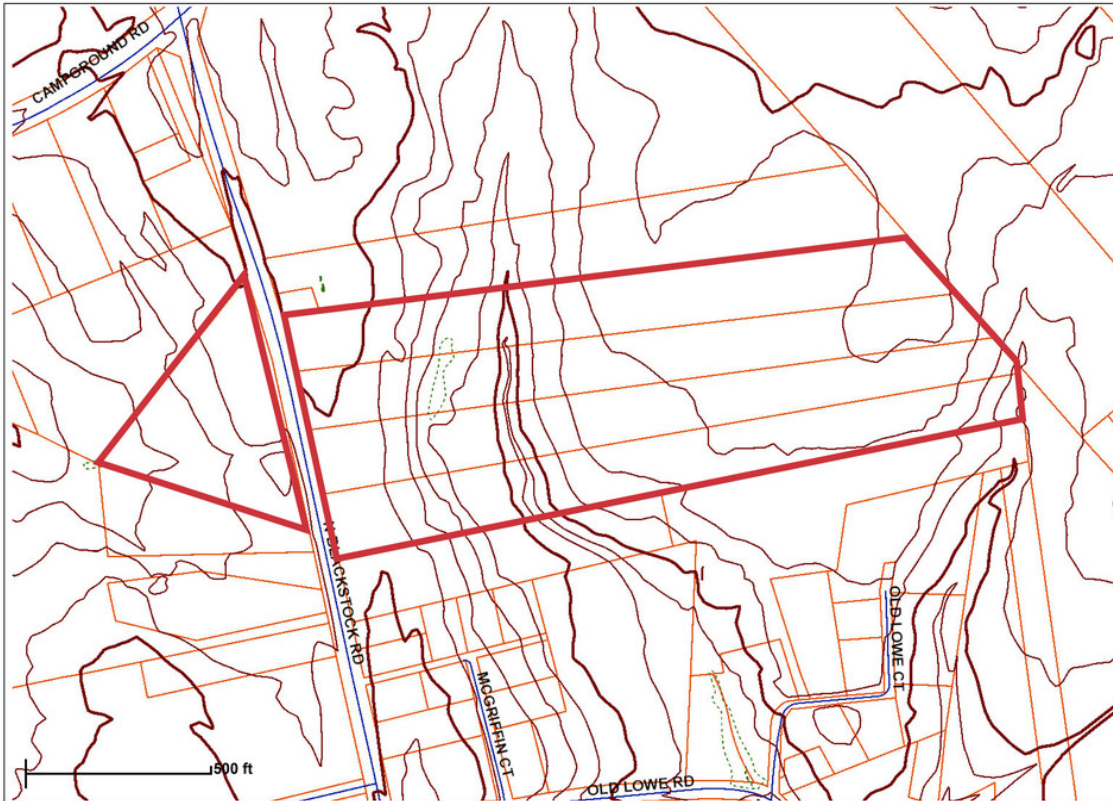 CAMPGROUND RD
W BLACKSTOCK RD
MCGRIFFIN CT
OLD LOWE CT
OLD LOWE RD
500 ft